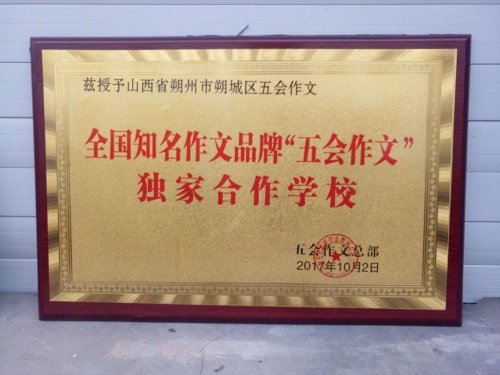 兹授予山西省朔州市朔城区五会作文
全国知名作文品牌“五会作文”
独家合作学校
五会作文总部
2017年10月2日